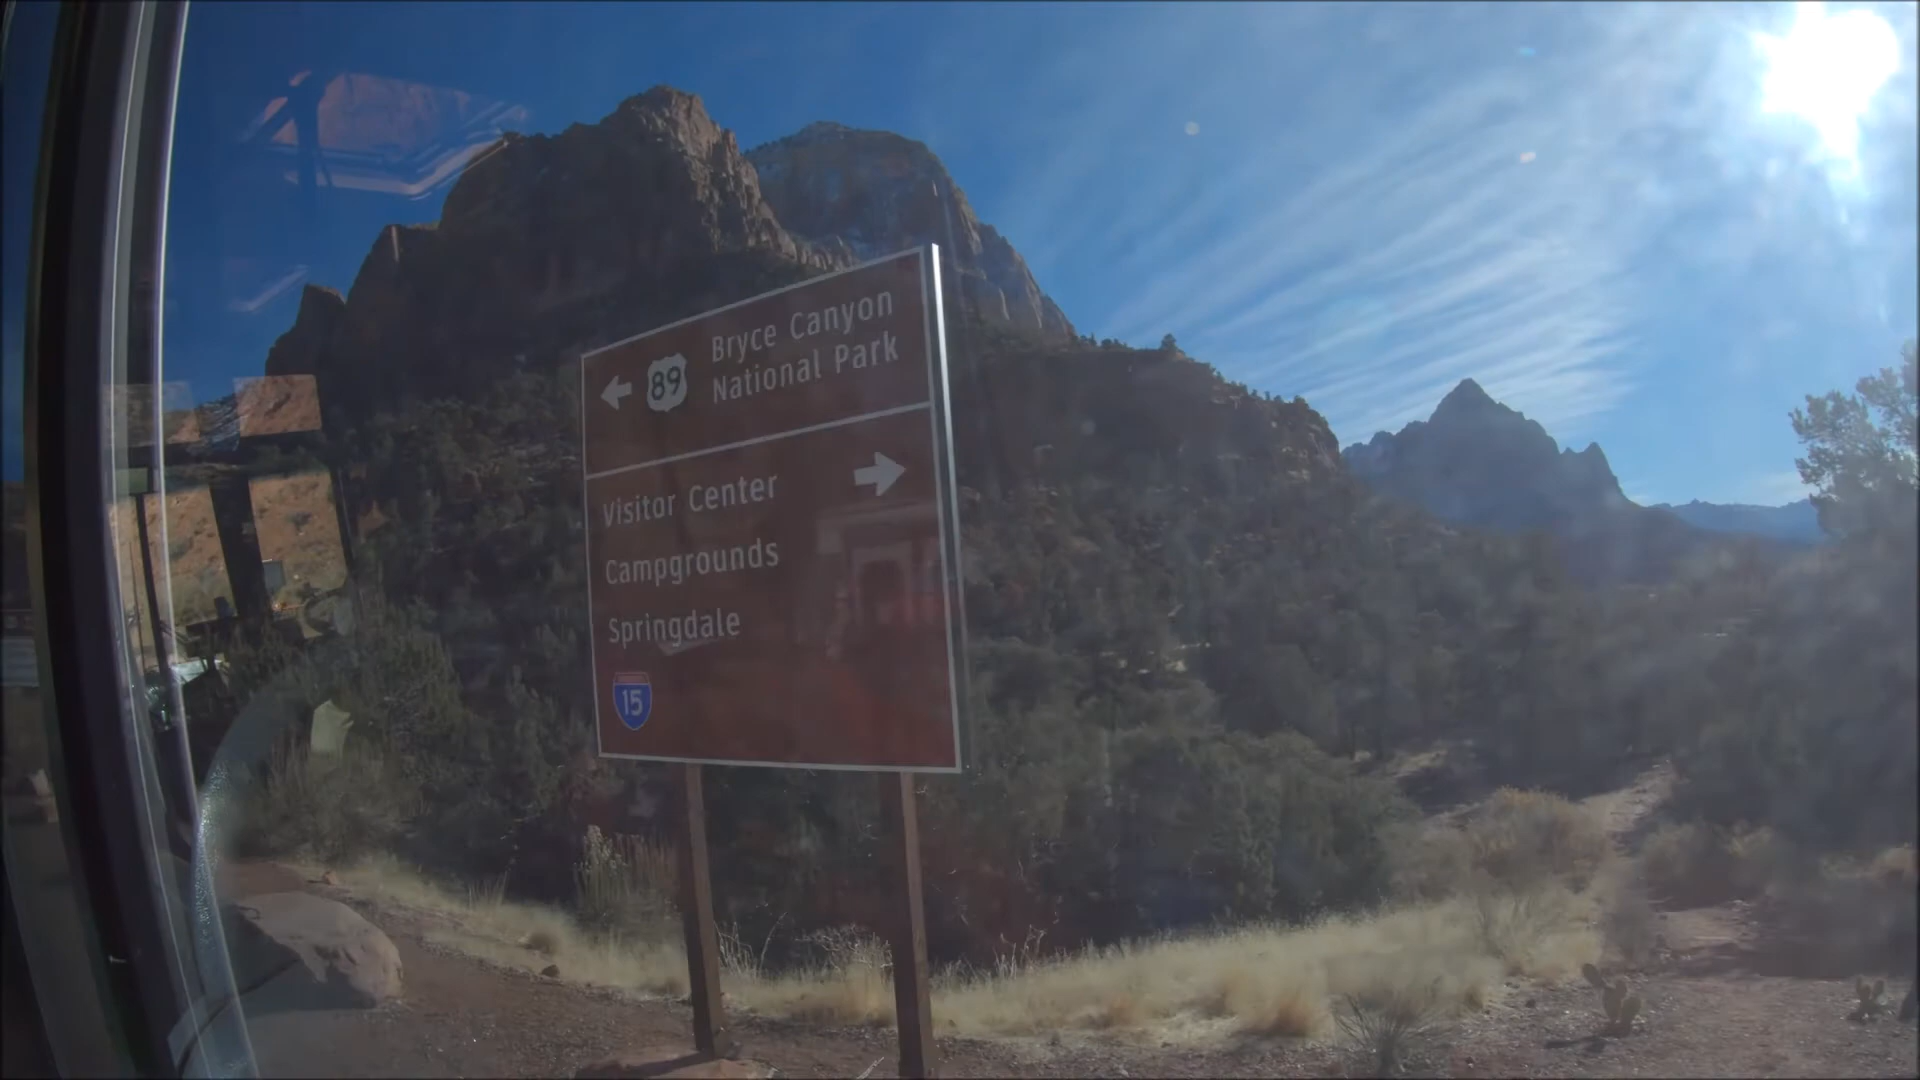 89 Bryce Canyon
National Park
Visitor Center
Campgrounds
Springdale
15